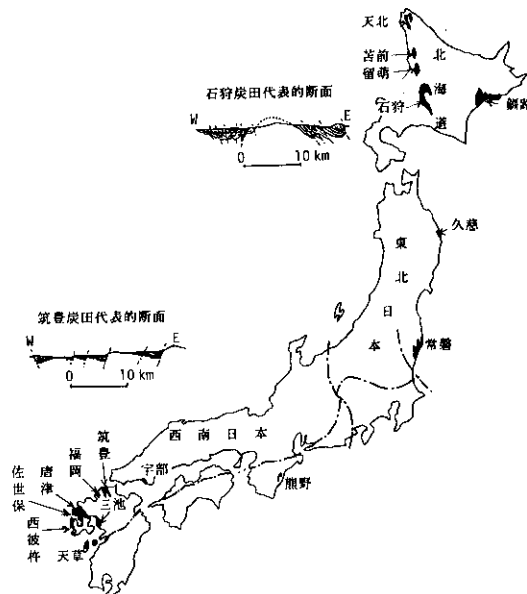 天北
苫前
留萌
北海道
石狩
釧路
石狩炭田代表的断面
W
E
0
10 km
久慈
東北日本
常磐
筑豊炭田代表的断面
W
E
0
10 km
西南日本
筑豊
福岡
唐津
佐世保
西彼杵
三池
天草
宇部
熊野